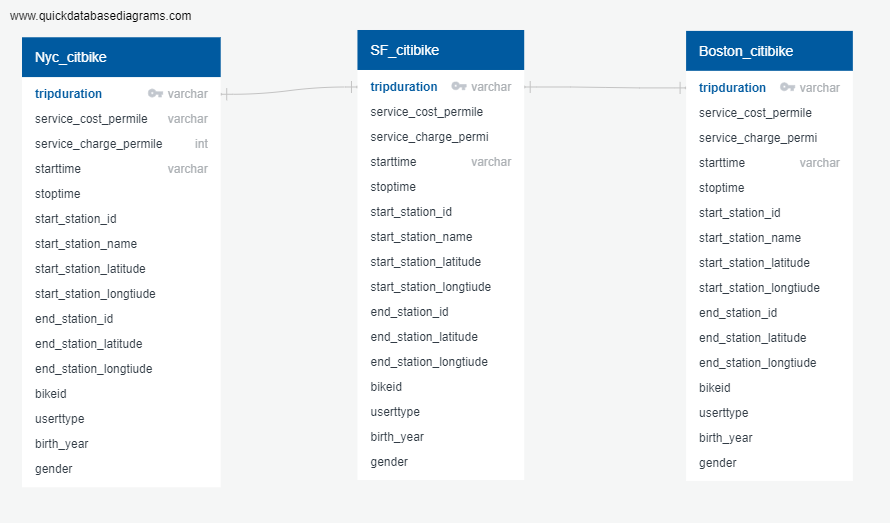 www.quickdatabasediagrams.com
Nyc_citbike
tripduration varchar
service_cost_permile varchar
service_charge_permile int
starttime varchar
stoptime
start_station_id
start_station_name
start_station_latitude
start_station_longtiude
end_station_id
end_station_latitude
end_station_longtiude
bikeid
userttype
birth_year
gender
SF_citibike
tripduration varchar
service_cost_permile
service_charge_permi
starttime varchar
stoptime
start_station_id
start_station_name
start_station_latitude
start_station_longtiude
end_station_id
end_station_latitude
end_station_longtiude
bikeid
userttype
birth_year
gender
Boston_citibike
tripduration varchar
service_cost_permile
service_charge_permi
starttime varchar
stoptime
start_station_id
start_station_name
start_station_latitude
start_station_longtiude
end_station_id
end_station_latitude
end_station_longtiude
bikeid
userttype
birth_year
gender